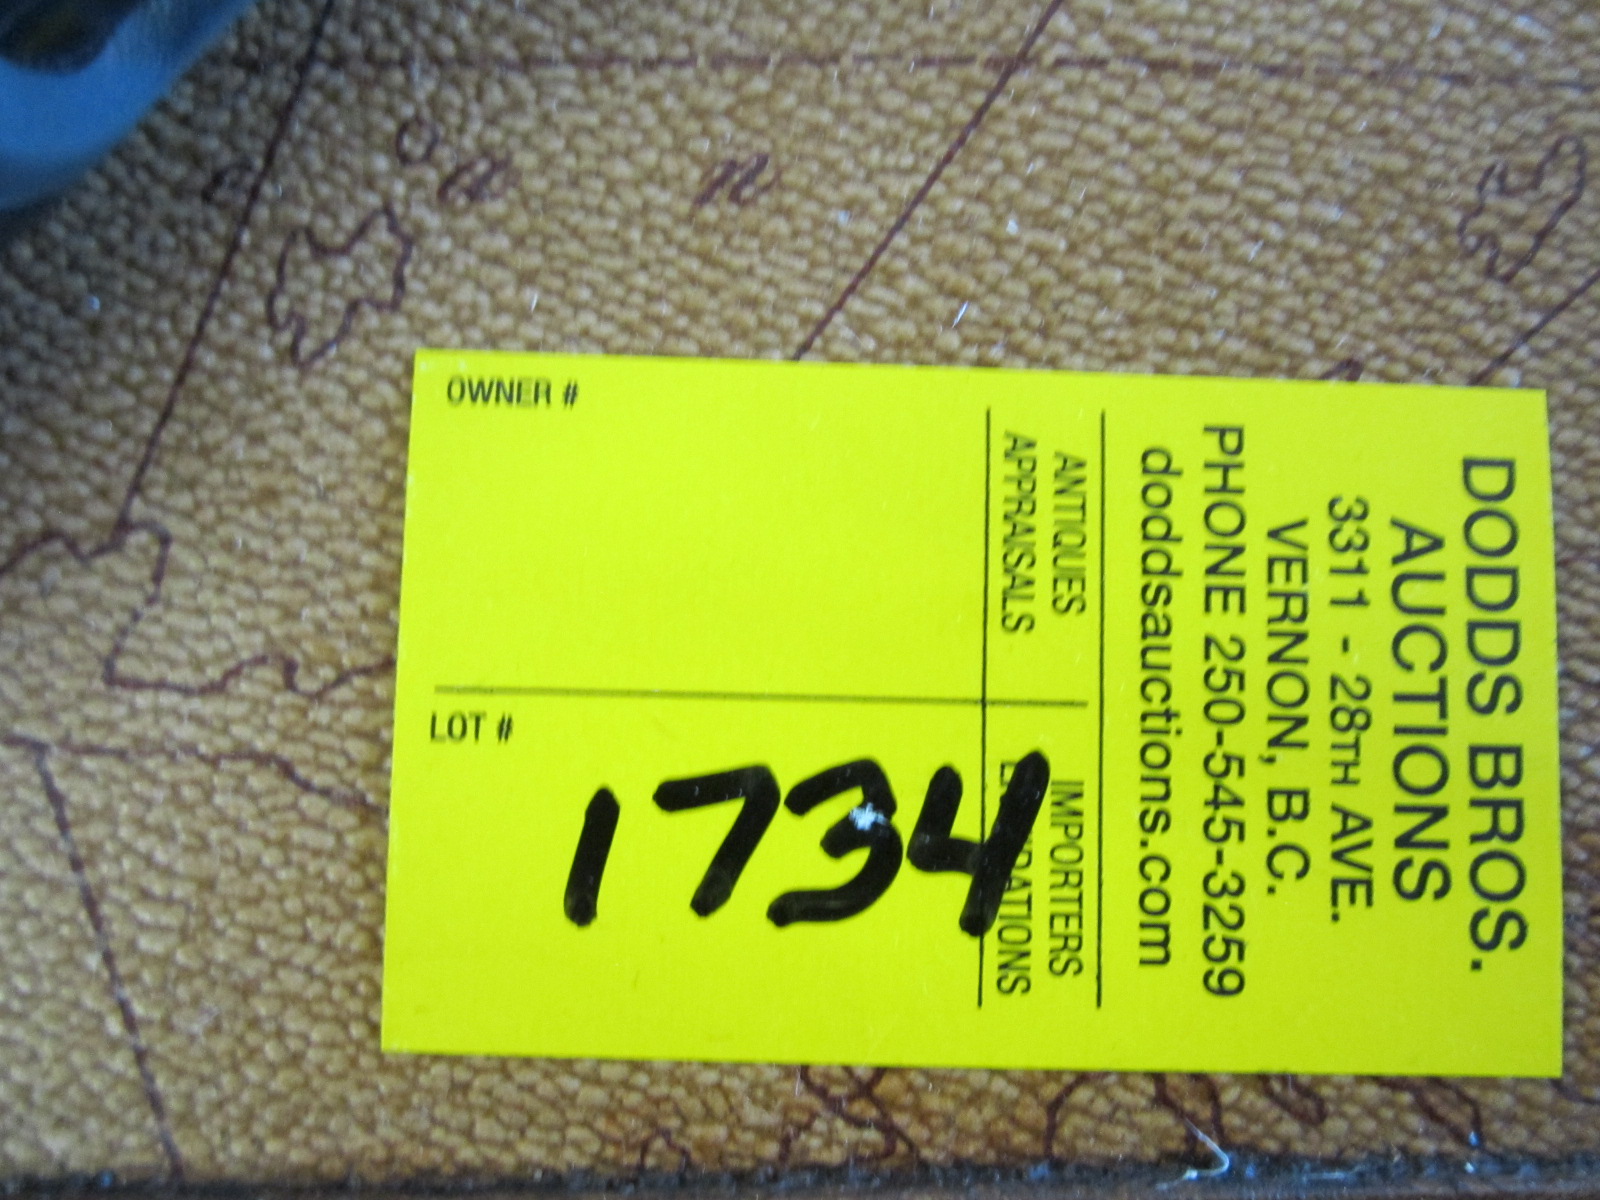 DODDS BROS.
AUCTIONS
3311 - 28TH AVE.
VERNON, B.C.
PHONE 250-545-3259
doddsauctions.com
ANTIQUES IMPORTERS
APPRAISALS
OWNER #
LOT #
1734